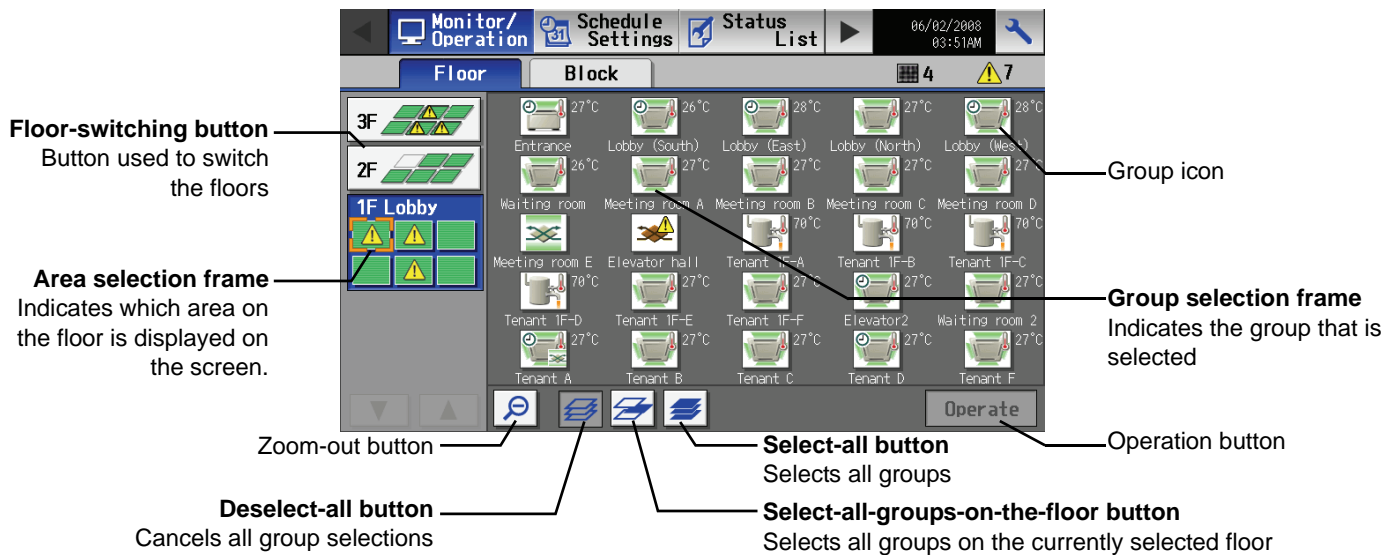 Monitor/
Operation
31
Schedule
Settings
Status
List
06/02/2008
03:51AM
Floor
Block
4
7
Floor-switching button
Button used to switch
the floors
Area selection frame
Indicates which area on
the floor is displayed on
the screen.
3F
2F
1F Lobby
27°C 26°C 28°C 27°C 28°C
Entrance Lobby (South) Lobby (East) Lobby (North) Lobby (West)
26°C 27°C 27°C 27°C 27°C
Waiting room Meeting room A Meeting room B Meeting room C Meeting room D
70°C 70°C 70°C
Meeting room E Elevator hall Tenant 1F-A Tenant 1F-B Tenant 1F-C
70°C 27°C 27°C 27°C 27°C
Tenant 1F-D Tenant 1F-E Tenant 1F-F Elevator2 Waiting room 2
27°C 27°C 27°C 27°C 27°C
Tenant A Tenant B Tenant C Tenant D Tenant F
Operate
Group icon
Group selection frame
Indicates the group that is
selected
Operation button
Zoom-out button
Select-all button
Selects all groups
Deselect-all button
Cancels all group selections
Select-all-groups-on-the-floor button
Selects all groups on the currently selected floor